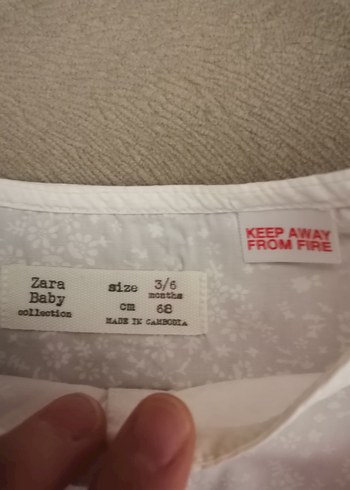 Zara
Baby
collection
size 3/6
months
cm 68
MADE IN CAMBODIA
KEEP AWAY
FROM FIRE